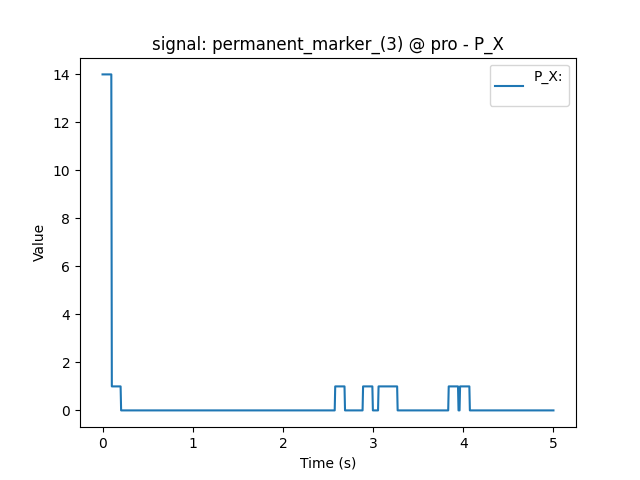 signal: permanent_marker_(3) @ pro - P_X
P_X:
14
12
10
8
6
4
2
0
Value
0 1 2 3 4 5
Time (s)